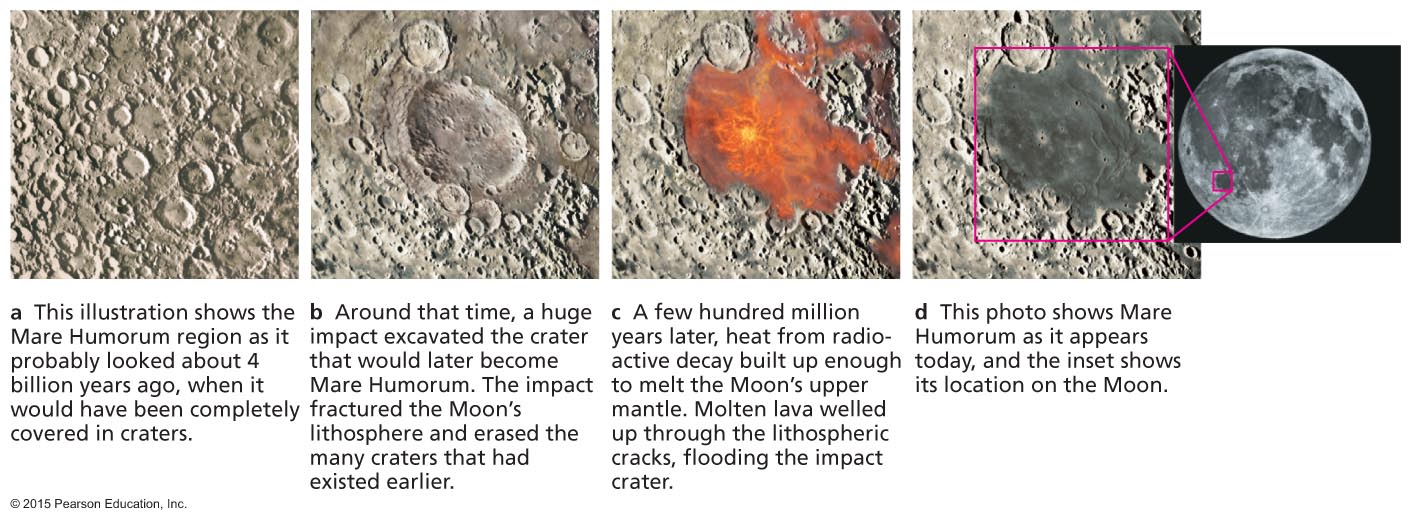 a This illustration shows the
Mare Humorum region as it
probably looked about 4
billion years ago, when it
would have been completely
covered in craters.
b Around that time, a huge
impact excavated the crater
that would later become
Mare Humorum. The impact
fractured the Moon's
lithosphere and erased the
many craters that had
existed earlier.
c A few hundred million
years later, heat from radio-
active decay built up enough
to melt the Moon's upper
mantle. Molten lava welled
up through the lithospheric
cracks, flooding the impact
crater.
d This photo shows Mare
Humorum as it appears
today, and the inset shows
its location on the Moon.
© 2015 Pearson Education, Inc.